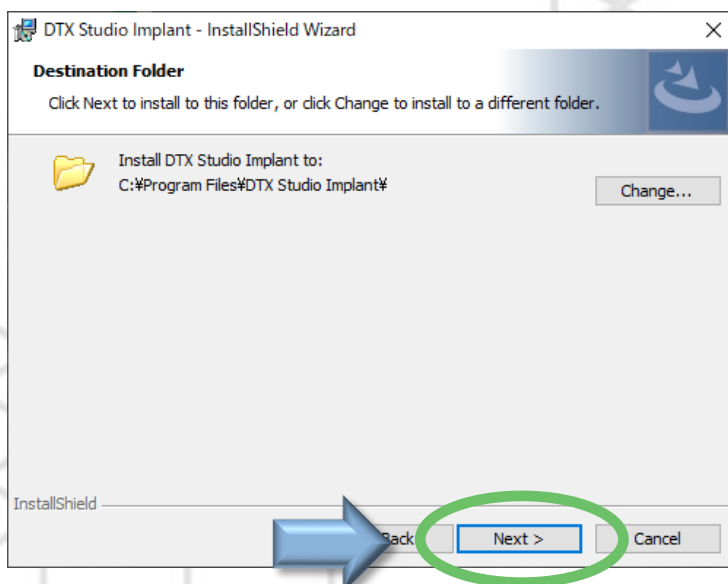 DTX Studio Implant - InstallShield Wizard
Destination Folder
Click Next to install to this folder, or click Change to install to a different folder.
Install DTX Studio Implant to:
C:¥Program Files¥DTX Studio Implant¥
Change...
InstallShield
Back
Next >
Cancel